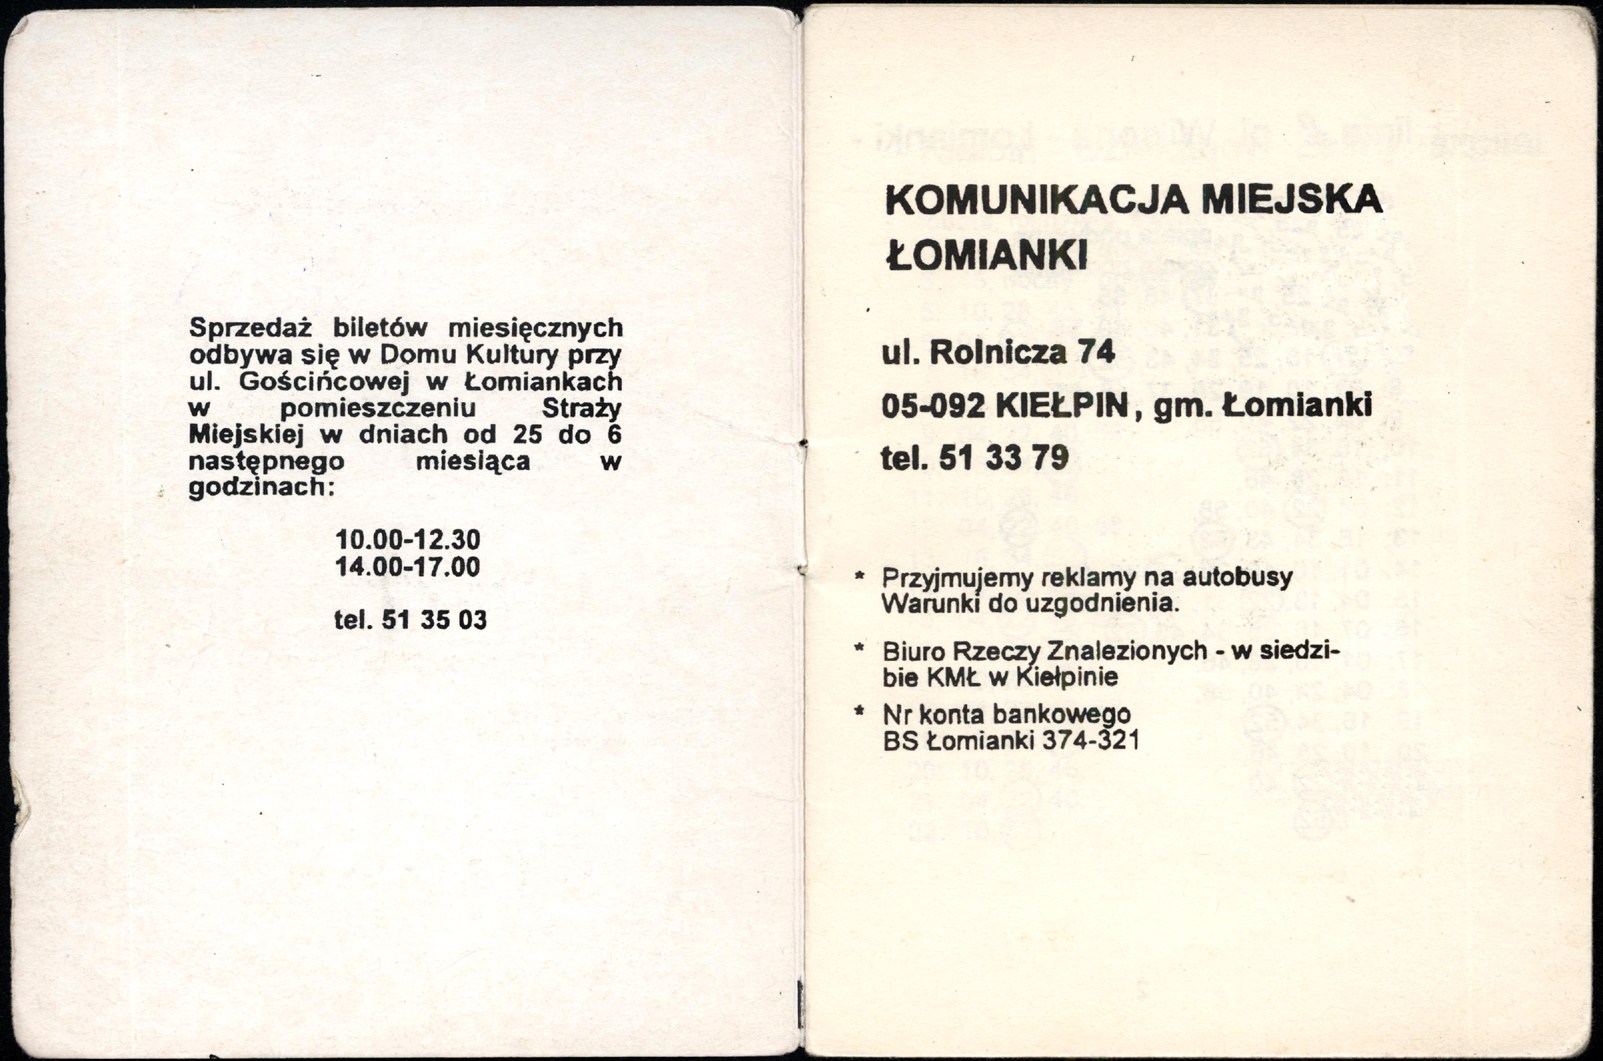 Sprzedaż biletów miesięcznych
odbywa się w Domu Kultury przy
ul. Gościńcowej w Łomiankach
w pomieszczeniu Straży
Miejskiej w dniach od 25 do 6
następnego miesiąca w
godzinach:
10.00-12.30
14.00-17.00
tel. 51 35 03
KOMUNIKACJA MIEJSKA
ŁOMIANKI
ul. Rolnicza 74
05-092 KIEŁPIN, gm. Łomianki
tel. 51 33 79
* Przyjmujemy reklamy na autobusy
Warunki do uzgodnienia.
* Biuro Rzeczy Znalezionych - w siedzi-
bie KMŁ w Kiełpinie
* Nr konta bankowego
BS Łomianki 374-321